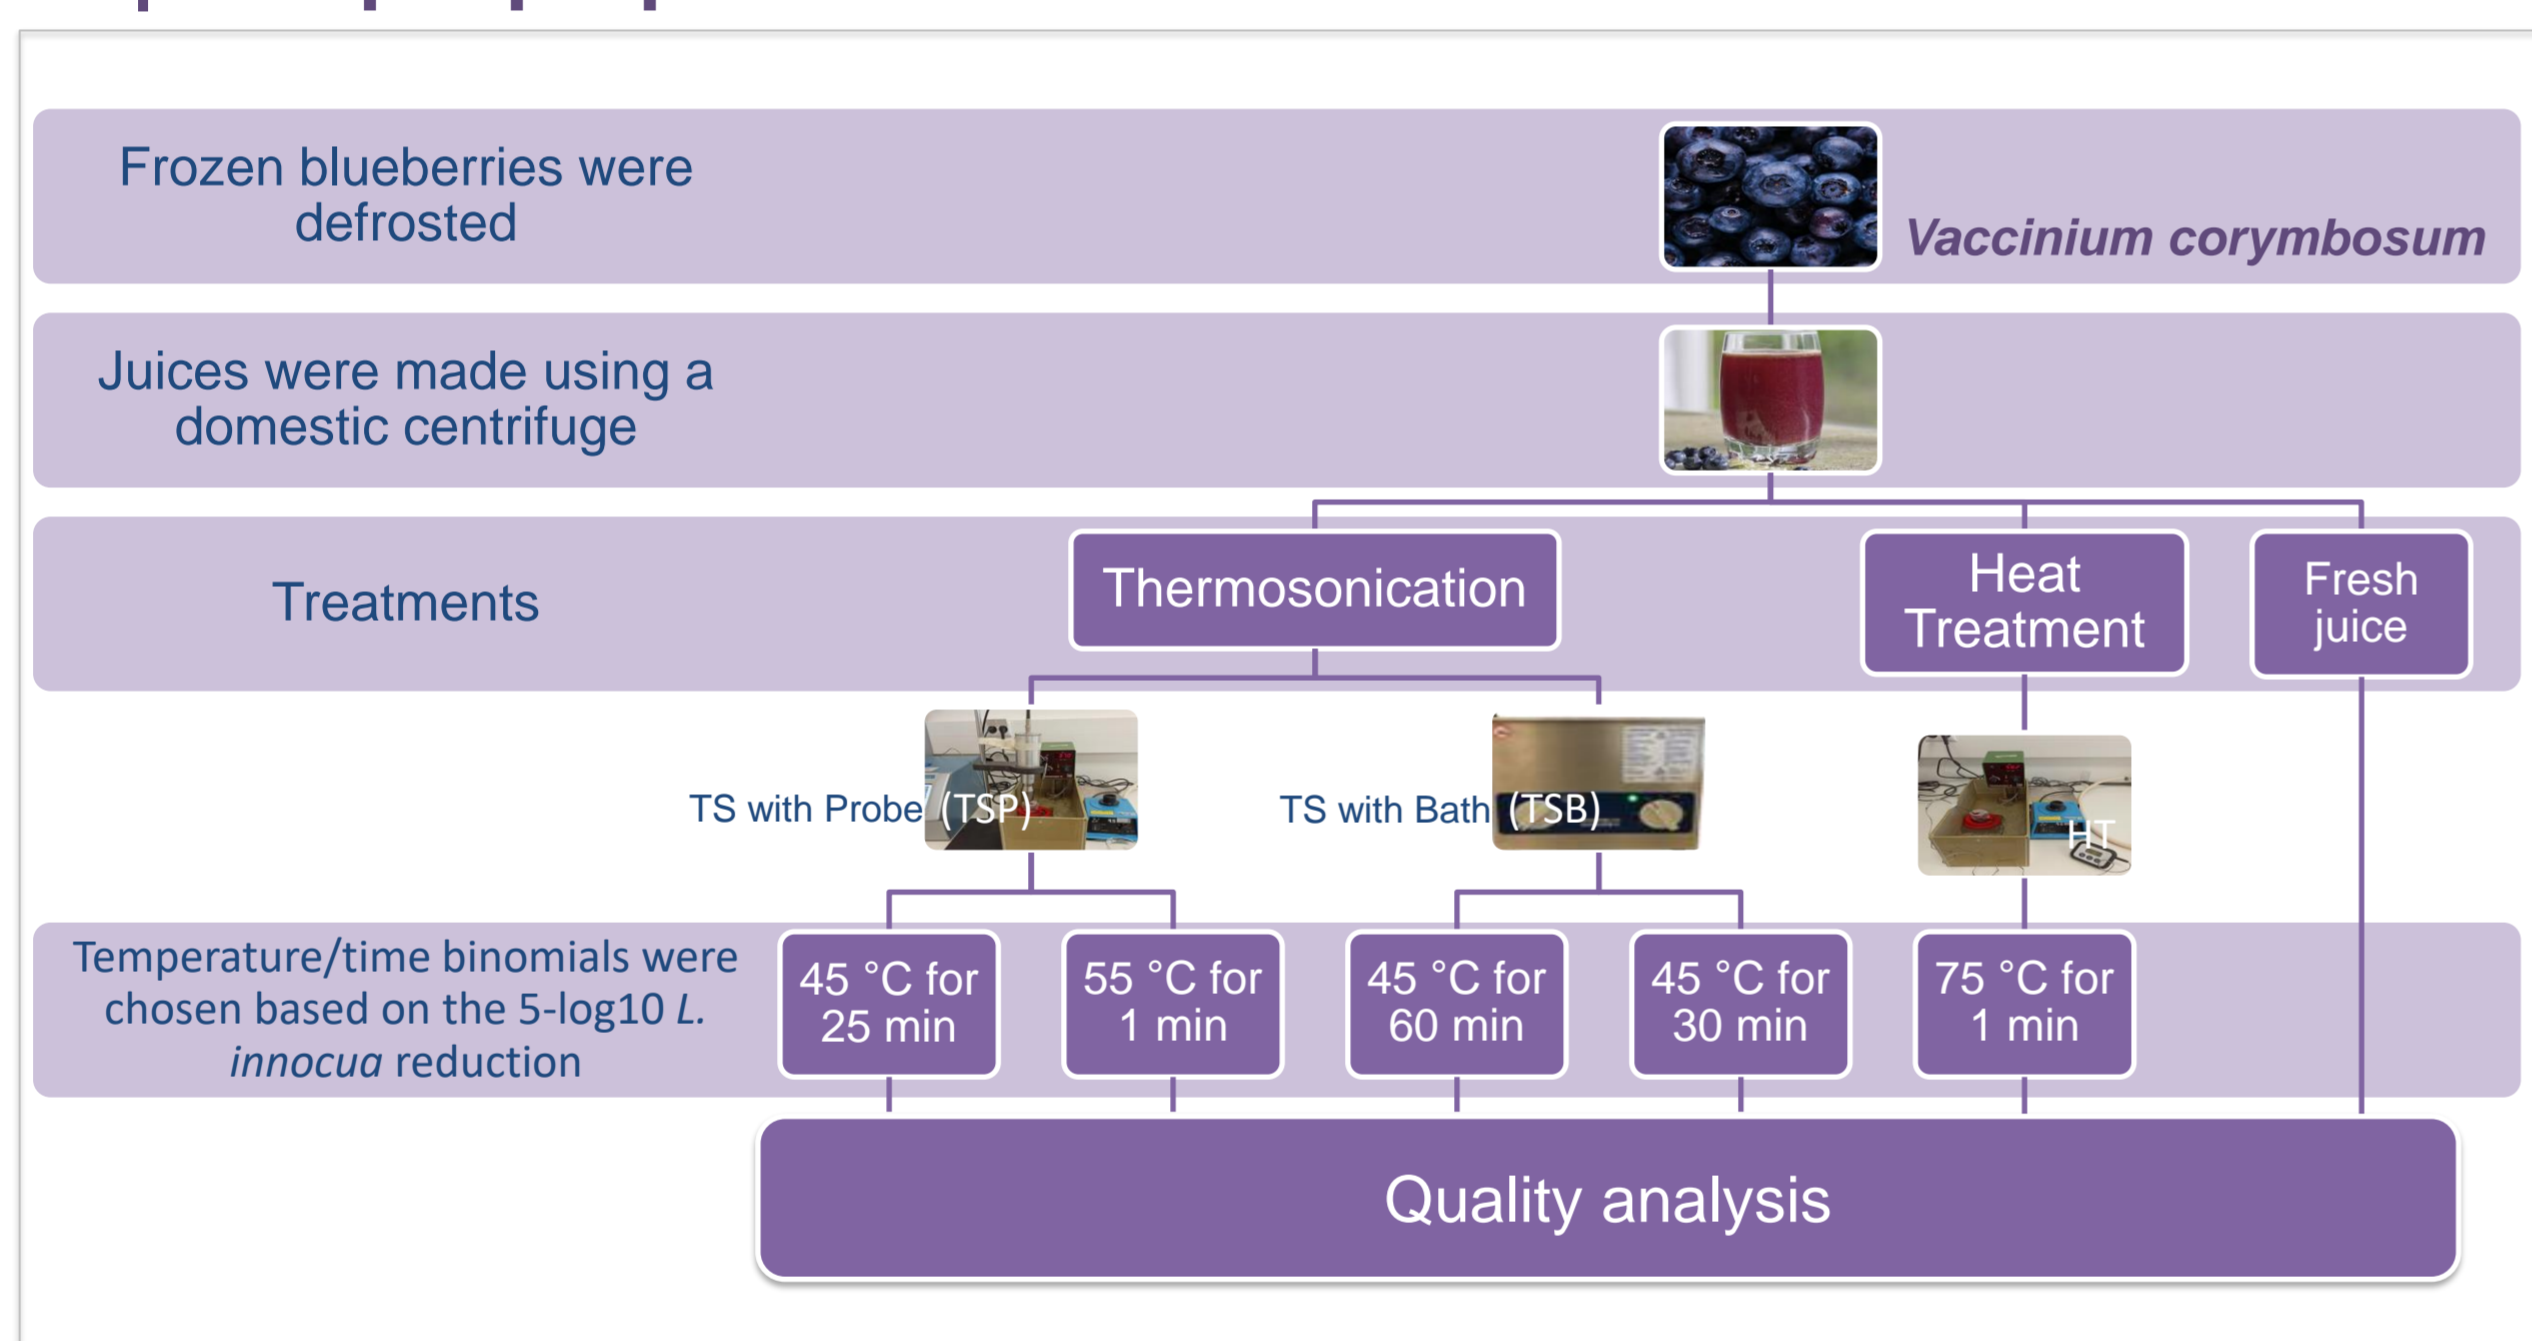 Frozen blueberries were
defrosted
Vaccinium corymbosum
Juices were made using a
domestic centrifuge
Treatments
Thermosonication
Heat
Treatment
Fresh
juice
TS with Probe (TSP)
TS with Bath (TSB)
HT
Temperature/time binomials were
chosen based on the 5-log10 L.
innocua reduction
45 °C for
25 min
55 °C for
1 min
45 °C for
60 min
45 °C for
30 min
75 °C for
1 min
Quality analysis